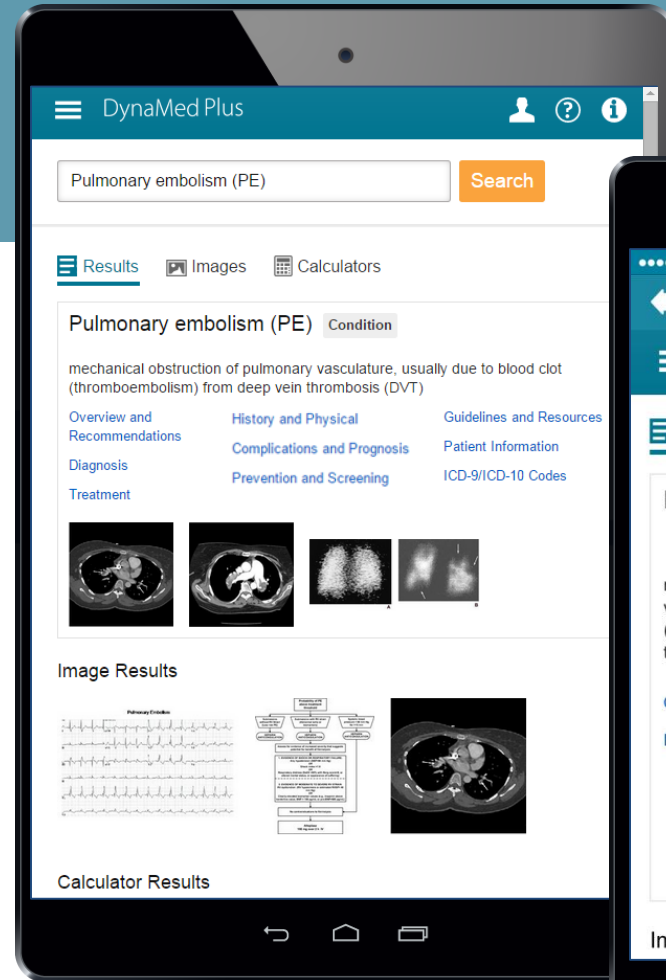 DynaMed Plus
Pulmonary embolism (PE)
Search
Results
Images
Calculators
Pulmonary embolism (PE)
Condition
mechanical obstruction of pulmonary vasculature, usually due to blood clot
(thromboembolism) from deep vein thrombosis (DVT)
Overview and
Recommendations
Diagnosis
Treatment
History and Physical
Complications and Prognosis
Prevention and Screening
Guidelines and Resources
Patient Information
ICD-9/ICD-10 Codes
A
B
Image Results
Pulmonary Embolism
Calculator Results
In